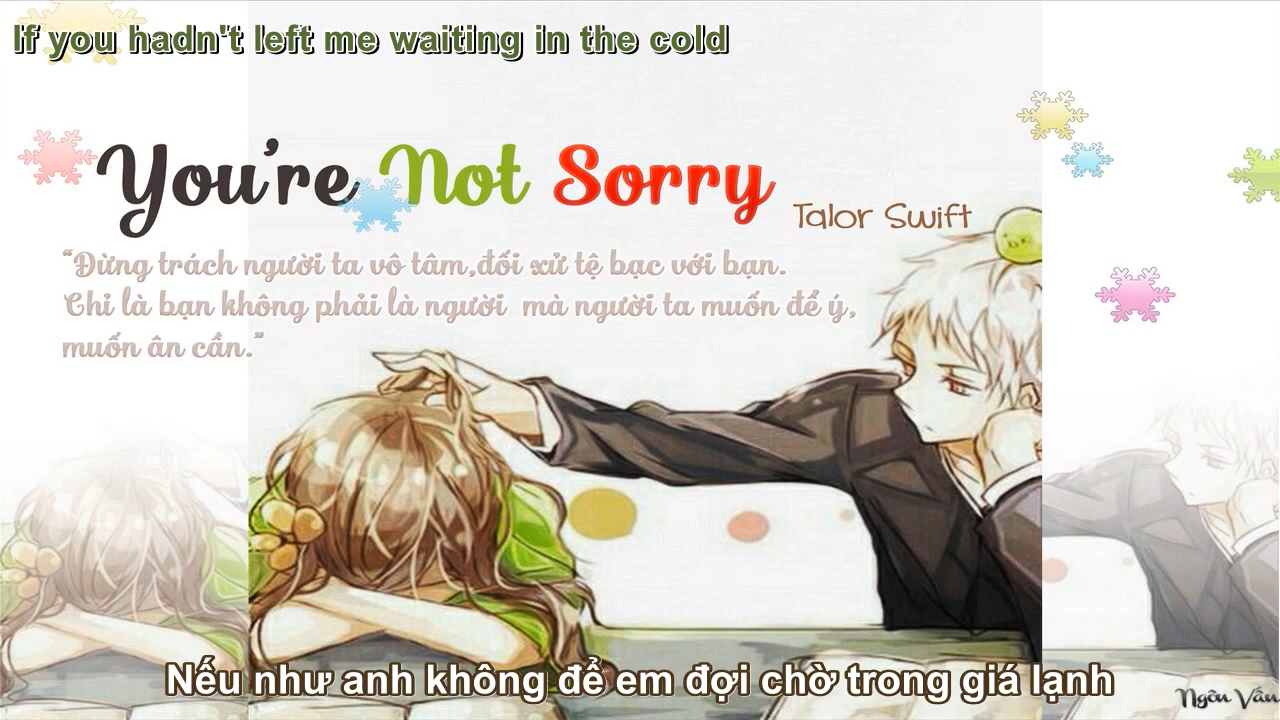 If you hadn't left me waiting in the cold
You're Not Sorry
Talor Swift
“Đừng trách người ta vô tâm,đối xử tệ bạc với bạn.
Chỉ là bạn không phải là người mà người ta muốn để ý,
muốn ân cần.”
Nếu như anh không để em đợi chờ trong giá lạnh
Ngôn Vấn